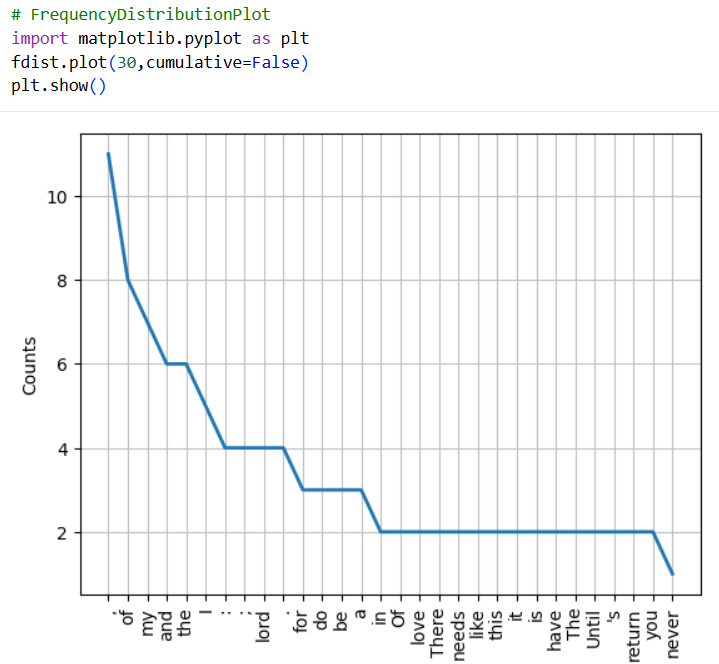 # FrequencyDistributionPlot
import matplotlib.pyplot as plt
fdist.plot(30,cumulative=False)
plt.show()
10
8
6
4
2
Counts
,
of
my
and
the
I
:
;
lord
.
for
do
be
a
in
Of
love
There
needs
like
this
it
is
have
The
Until
's
return
you
never